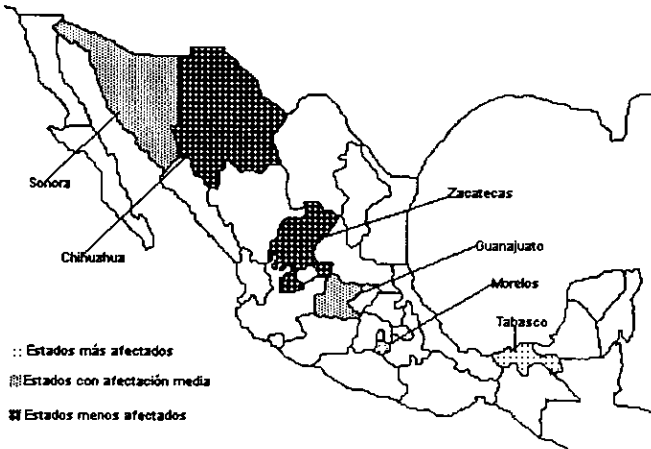 Sonora
Chihuahua
Zacatecas
Guanajuato
Morelos
Tabasco
Estados más afectados
Estados con afectación media
Estados menos afectados